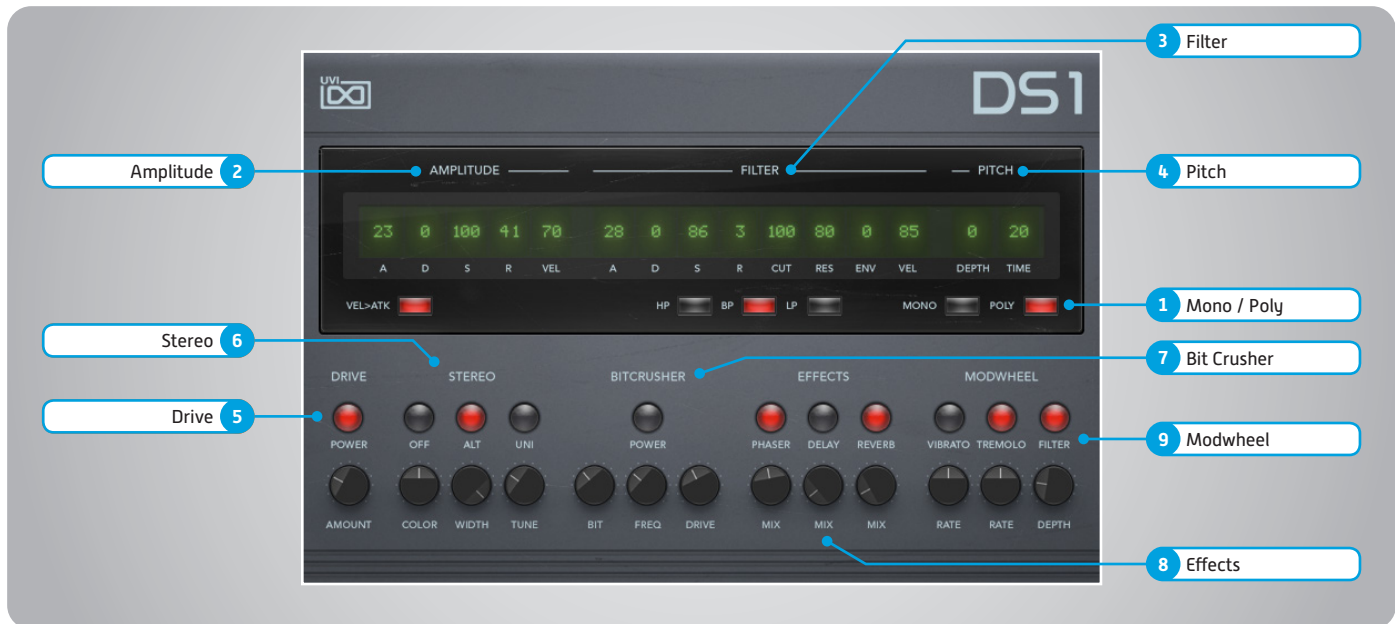 3 Filter
UVI
DS1
Amplitude 2
AMPLITUDE FILTER PITCH
4 Pitch
23 0 100 41 70 28 0 86 3 100 80 0 85 0 20
A D S R VEL A D S R CUT RES ENV VEL DEPTH TIME
VEL>ATK HP BP LP MONO POLY
1 Mono / Poly
Stereo 6
7 Bit Crusher
DRIVE STEREO BITCRUSHER EFFECTS MODWHEEL
Drive 5
POWER OFF ALT UNI POWER PHASER DELAY REVERB VIBRATO TREMOLO FILTER
9 Modwheel
AMOUNT COLOR WIDTH TUNE BIT FREQ DRIVE MIX MIX MIX RATE RATE DEPTH
8 Effects